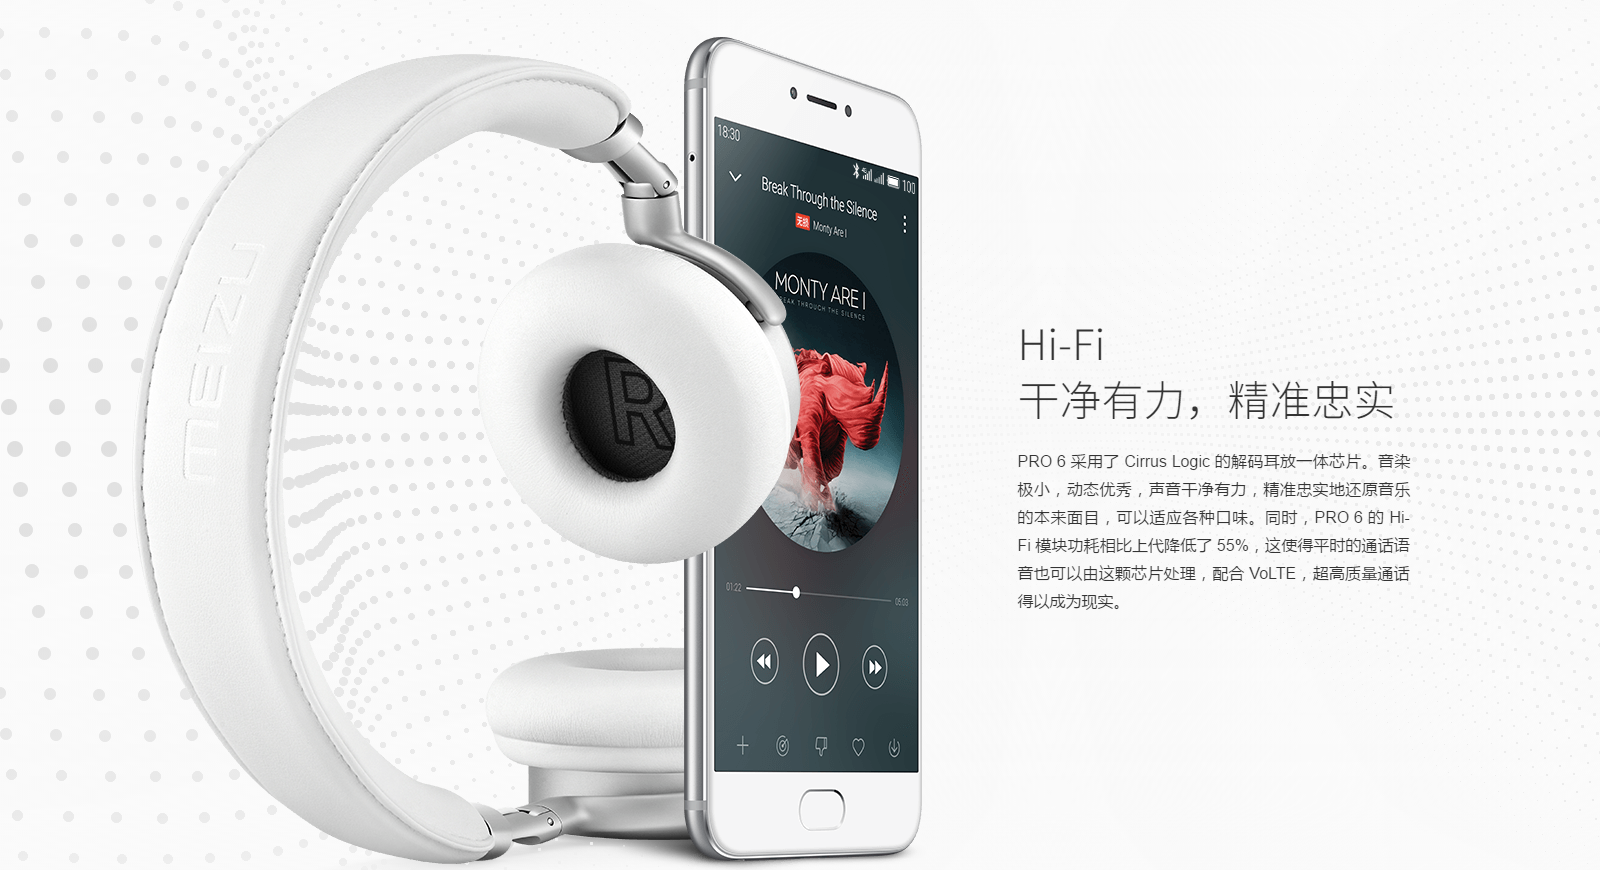 MEIZU
R
18:30
4G
100
Break Through the Silence
无损 Monty Are I
MONTY ARE I
BREAK THROUGH THE SILENCE
01:22
05:03
Hi-Fi
干净有力，精准忠实
PRO 6 采用了 Cirrus Logic 的解码耳放一体芯片。音染
极小，动态优秀，声音干净有力，精准忠实地还原音乐
的本来面目，可以适应各种口味。同时，PRO 6 的 Hi-
Fi 模块功耗相比上代降低了 55%，这使得平时的通话语
音也可以由这颗芯片处理，配合 VoLTE，超高质量通话
得以成为现实。